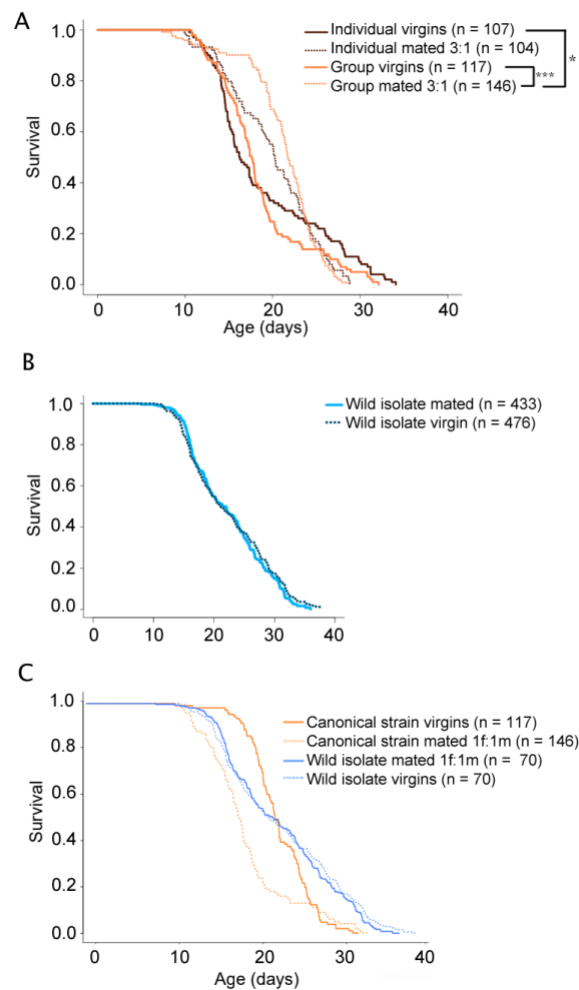 A
Individual virgins (n = 107)
Individual mated 3:1 (n = 104)
Group virgins (n = 117)
Group mated 3:1 (n = 146)
*
***
Survival
1.0
0.8
0.6
0.4
0.2
0.0
0
10
20
30
40
Age (days)
B
Wild isolate mated (n = 433)
Wild isolate virgin (n = 476)
Survival
1.0
0.8
0.6
0.4
0.2
0.0
0
10
20
30
40
C
Canonical strain virgins (n = 117)
Canonical strain mated 1f:1m (n = 146)
Wild isolate mated 1f:1m (n = 70)
Wild isolate virgins (n = 70)
Survival
1.0
0.8
0.6
0.4
0.2
0.0
0
10
20
30
40
Age (days)